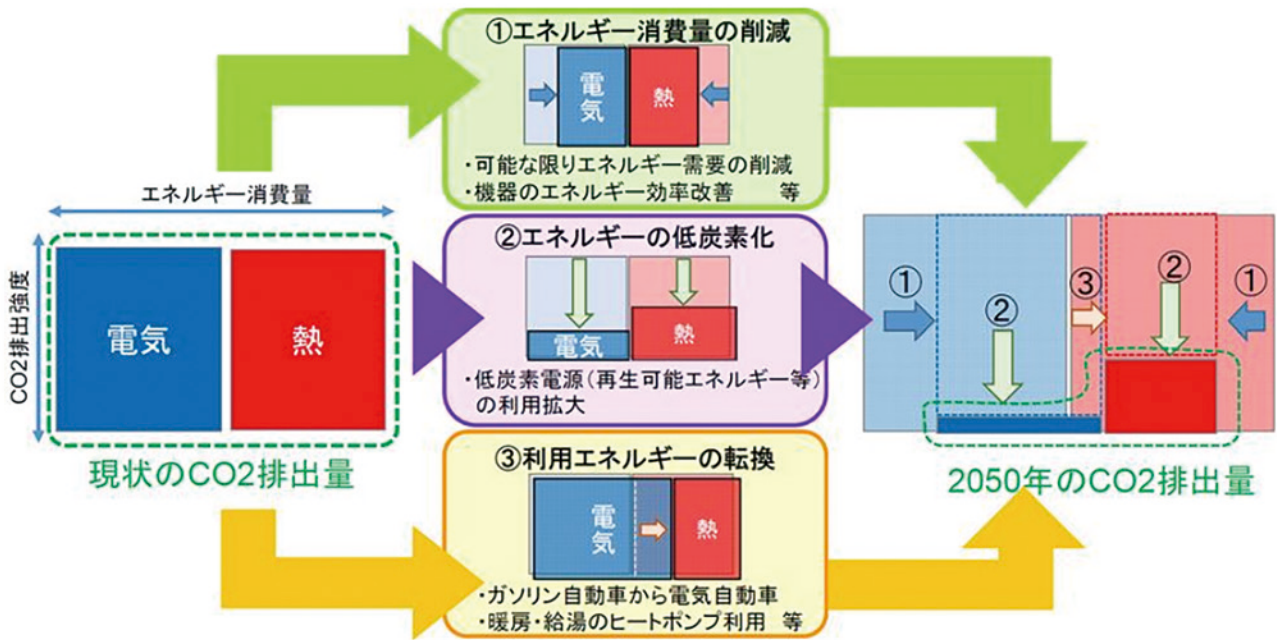 エネルギー消費量
CO2排出強度
電気
熱
現状のCO2排出量
①エネルギー消費量の削減
電気
熱
・可能な限りエネルギー需要の削減
・機器のエネルギー効率改善 等
②エネルギーの低炭素化
電気
熱
・低炭素電源(再生可能エネルギー等)
の利用拡大
③利用エネルギーの転換
電気
熱
・ガソリン自動車から電気自動車
・暖房・給湯のヒートポンプ利用 等
①
②
③
②
①
2050年のCO2排出量